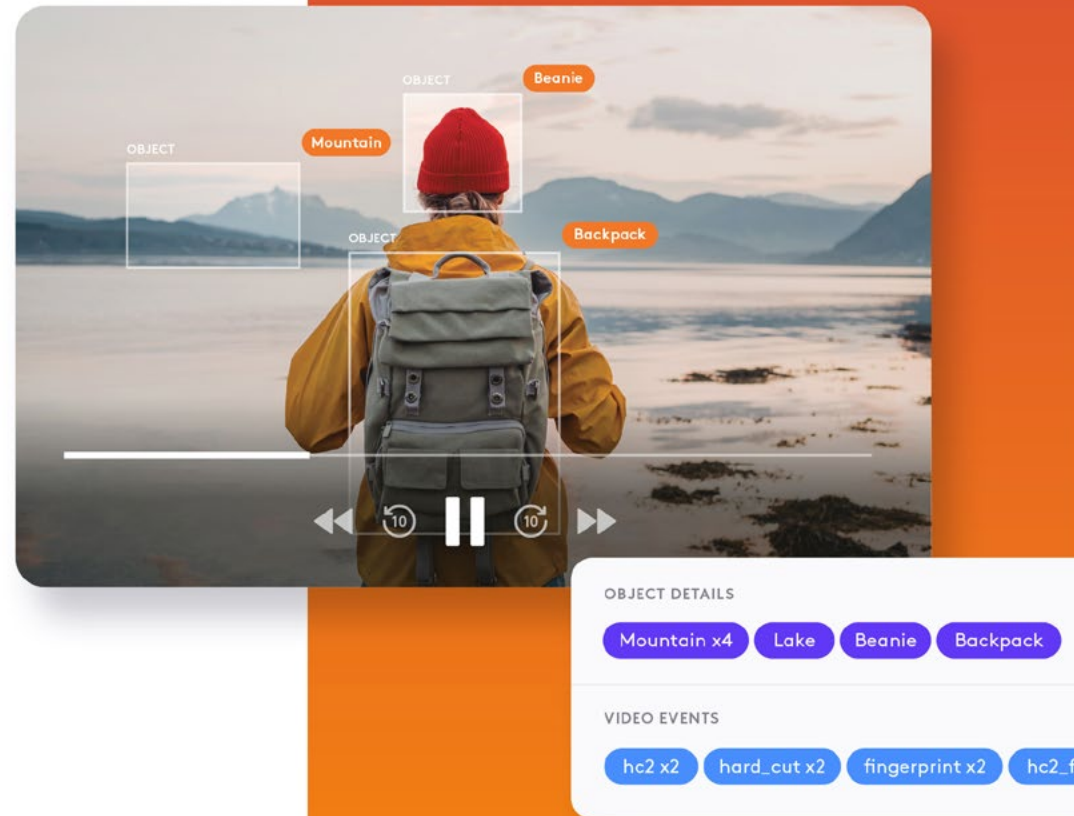 OBJECT
Beanie
Mountain
OBJECT
OBJECT
Backpack
10
10
OBJECT DETAILS
Mountain x4
Lake
Beanie
Backpack
VIDEO EVENTS
hc2 x2
hard_cut x2
fingerprint x2
hc2_f